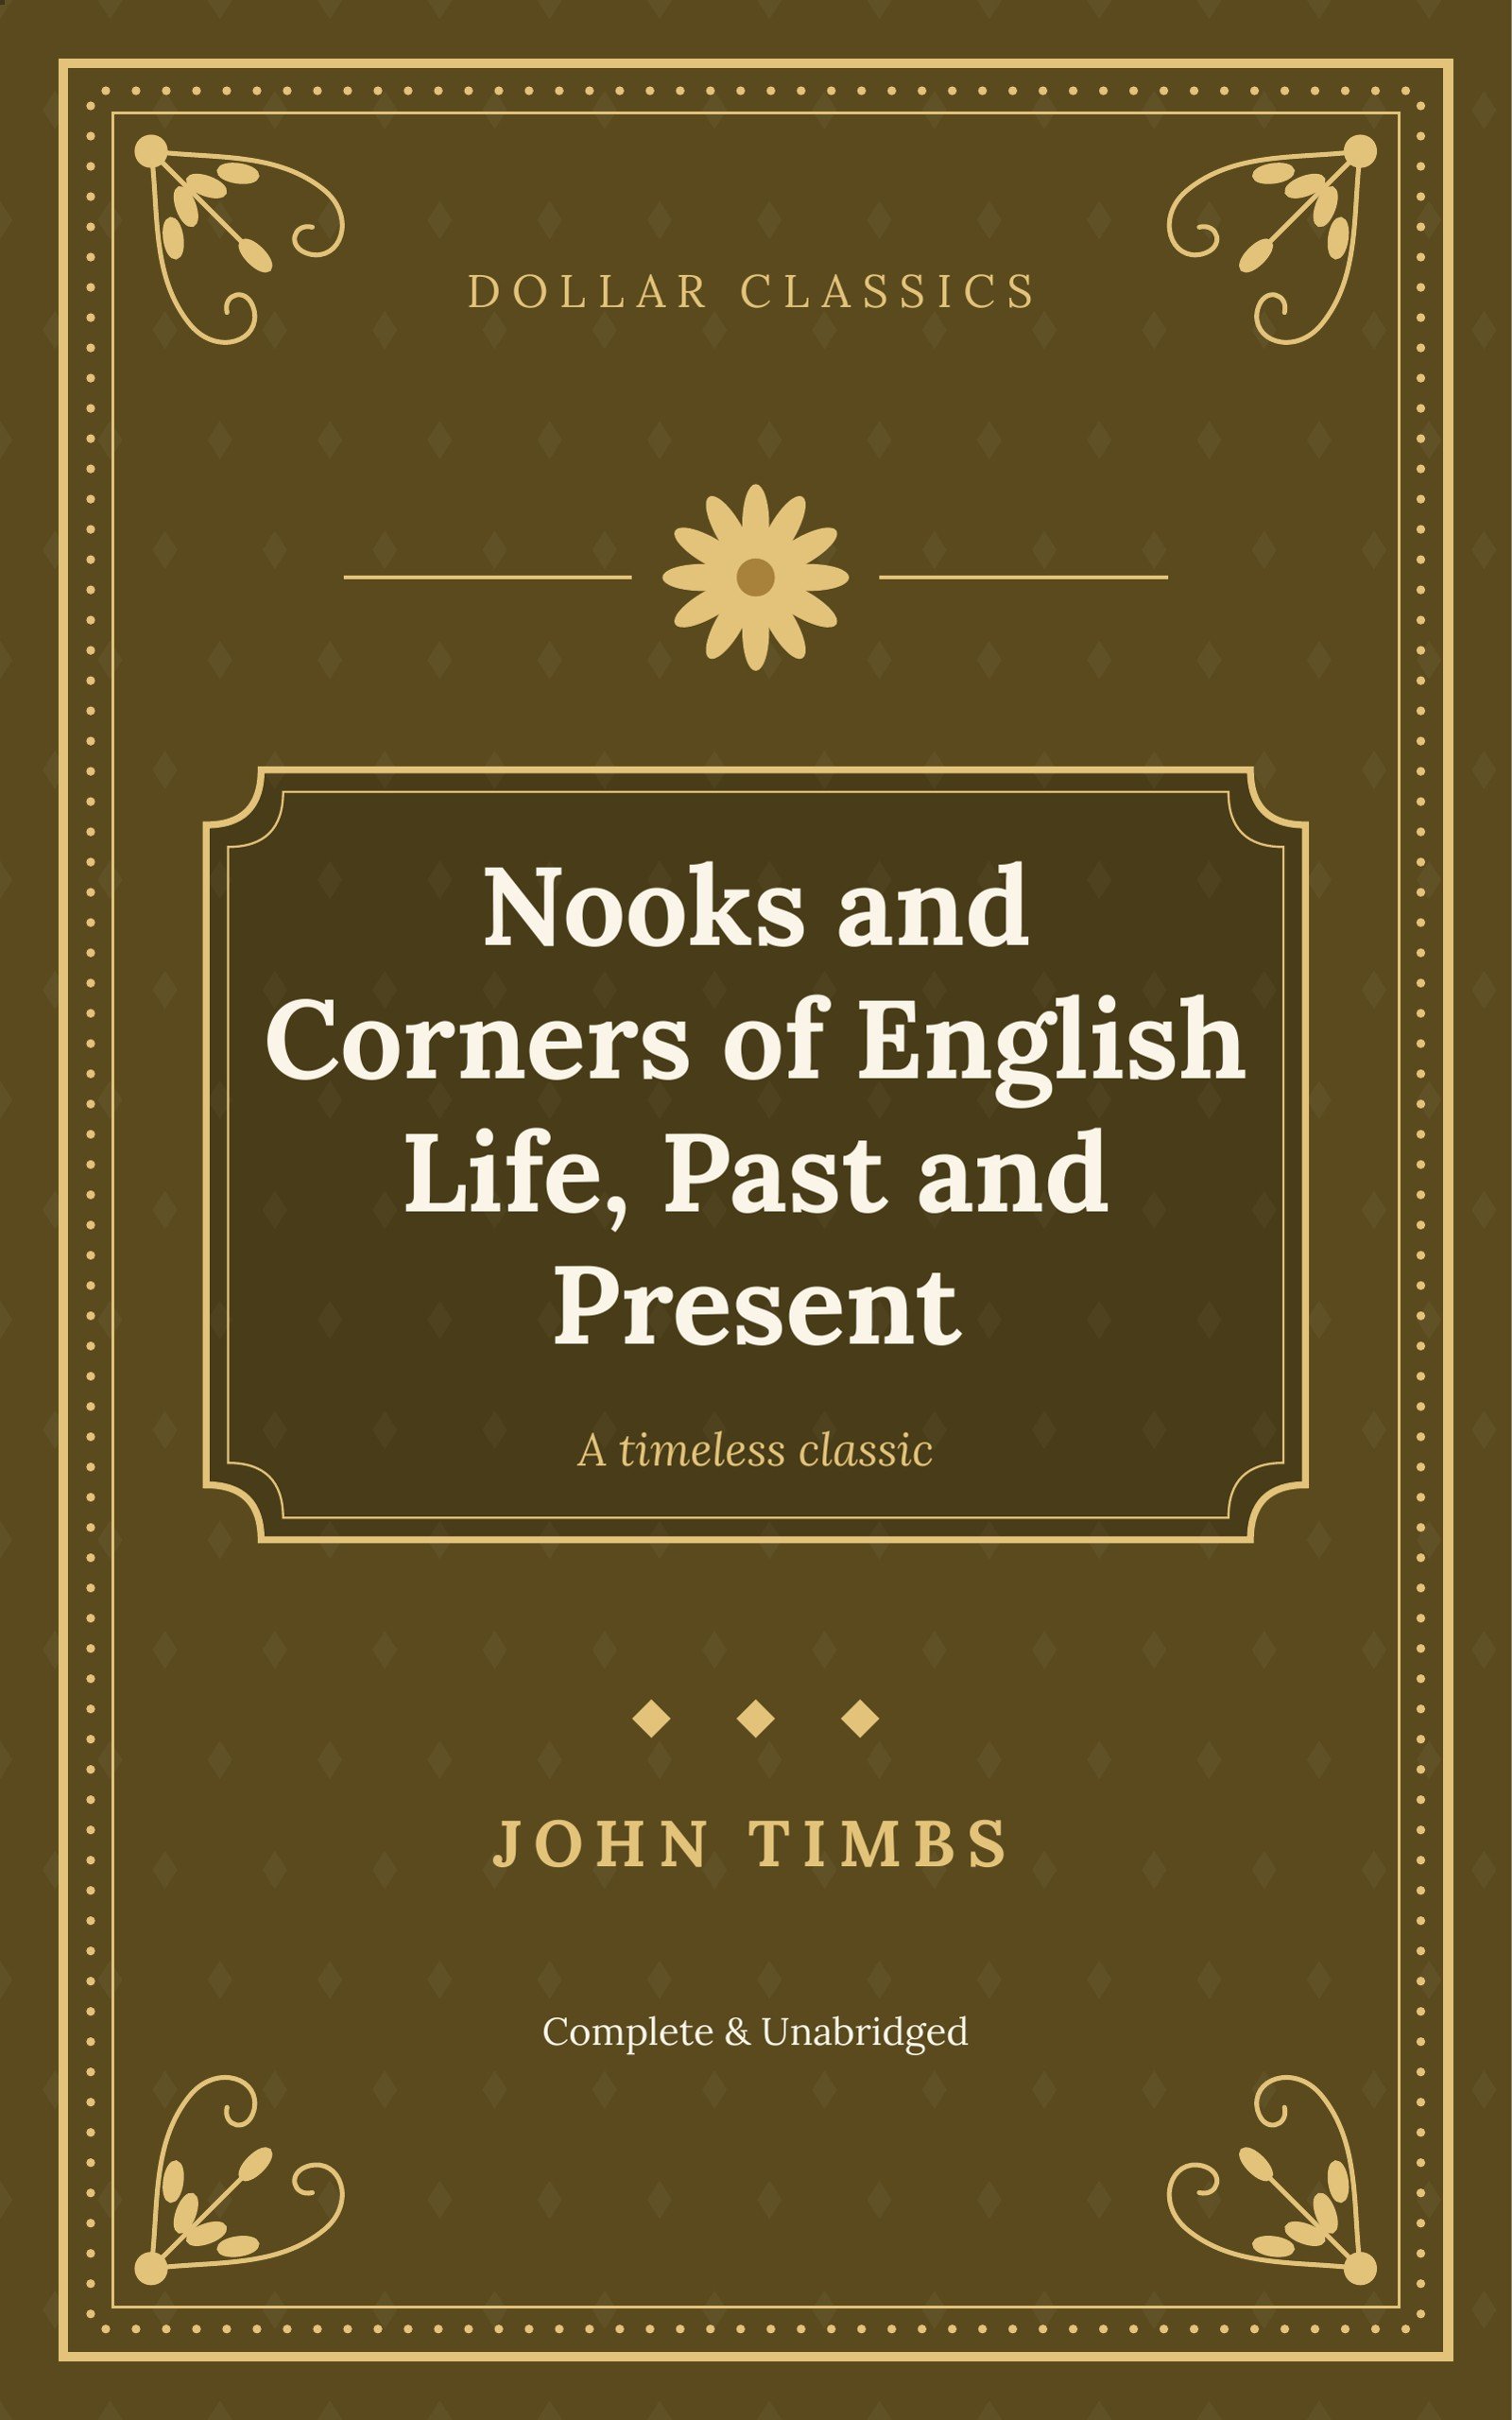 DOLLAR CLASSICS
Nooks and
Corners of English
Life, Past and
Present
A timeless classic
JOHN TIMBS
Complete & Unabridged